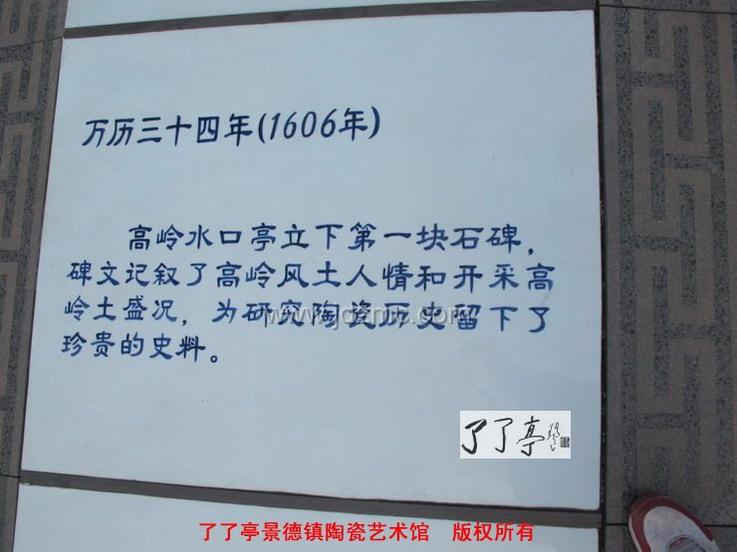 万历三十四年(1606年)
高岭水口亭立下第一块石碑，
碑文记叙了高岭风土人情和开采高
岭土盛况，为研究陶瓷历史留下了
珍贵的史料。
了了亭
了了亭景德镇陶瓷艺术馆 版权所有